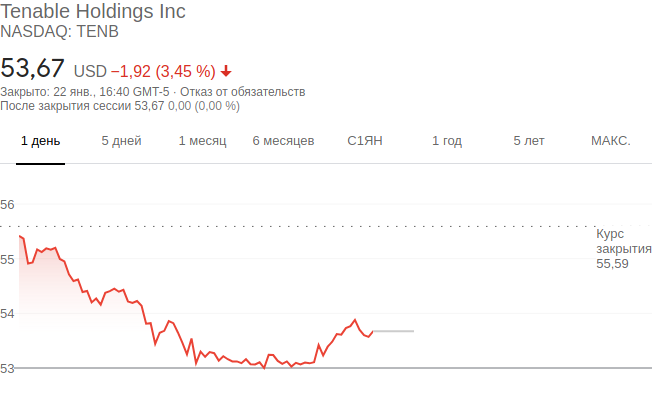 Tenable Holdings Inc
NASDAQ: TENB
53,67 USD −1,92 (3,45 %)
Закрыто: 22 янв., 16:40 GMT-5 · Отказ от обязательств
После закрытия сессии 53,67 0,00 (0,00 %)
1 день 5 дней 1 месяц 6 месяцев С1ЯН 1 год 5 лет МАКС.
56
Курс
закрытия
55,59
55
54
53